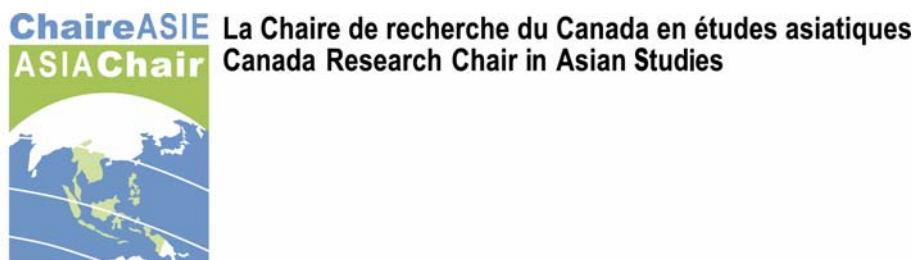 ChaireASIE
ASIAChair
La Chaire de recherche du Canada en études asiatiques
Canada Research Chair in Asian Studies